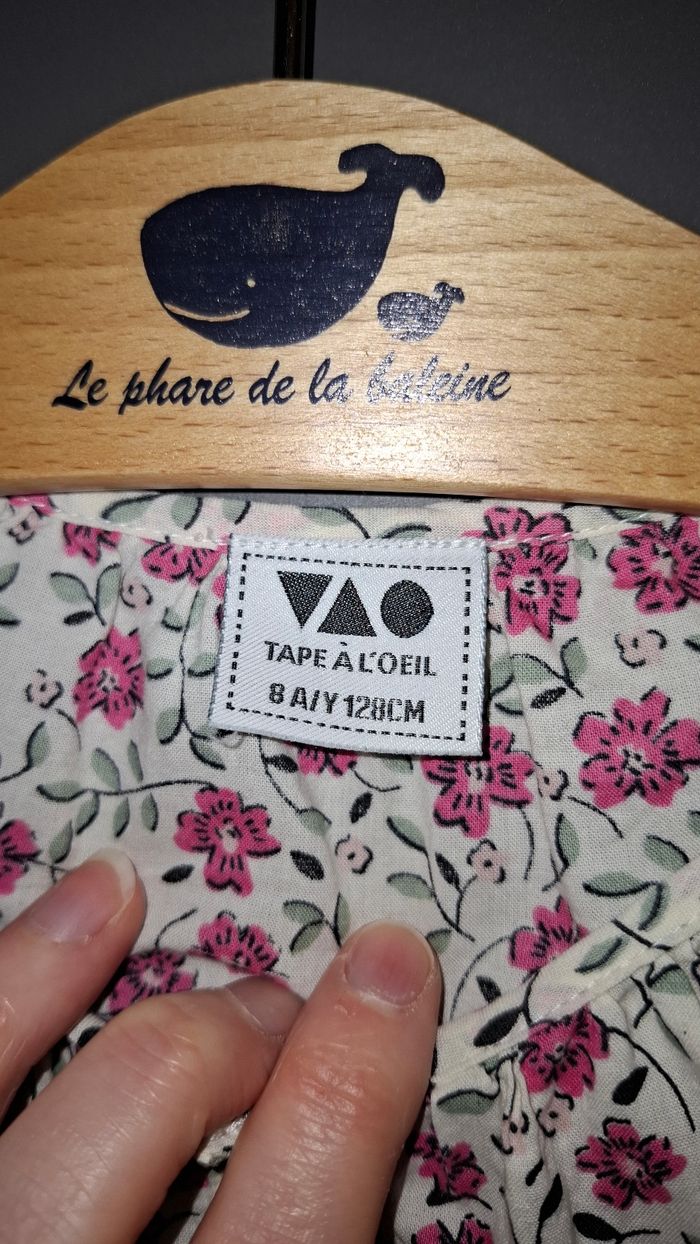 Le phare de la baleine
TAPE À L'OEIL
8 A/Y 128CM